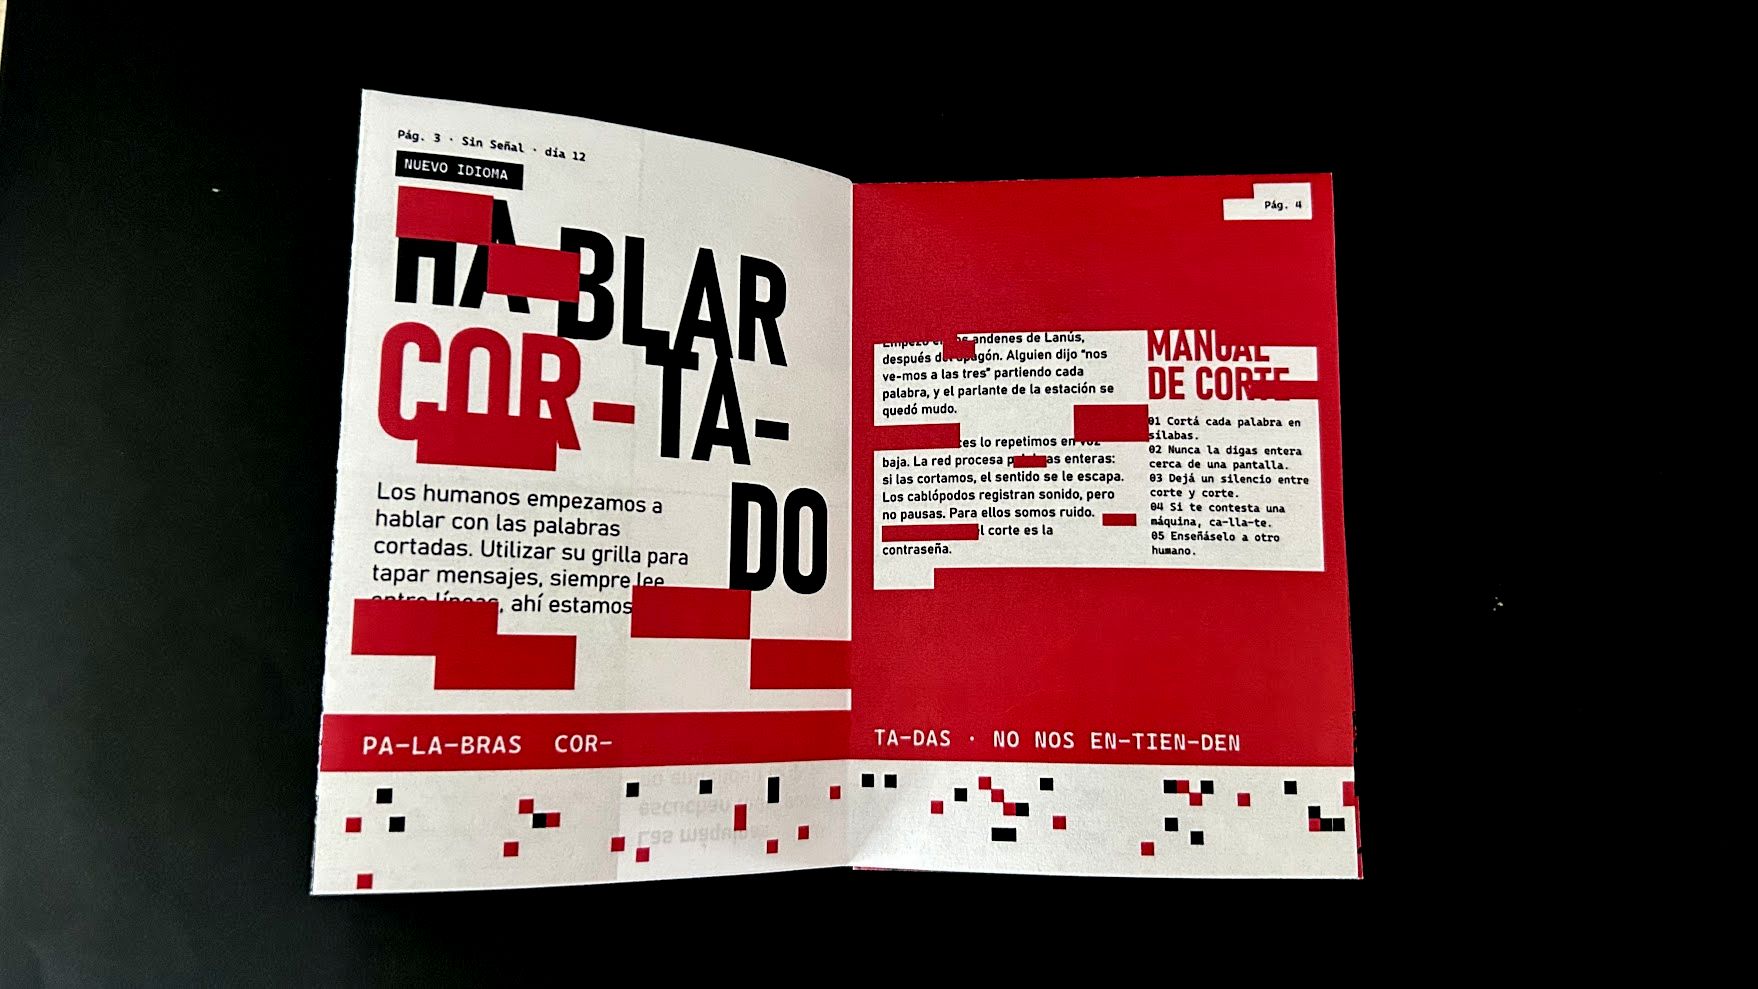 Pág. 3 · Sin Señal · día 12
NUEVO IDIOMA
HABLAR
COR-TA-
DO
Los humanos empezamos a
hablar con las palabras
cortadas. Utilizar su grilla para
tapar mensajes, siempre lee
entre líneas, ahí estamos
PA-LA-BRAS COR-
Pág. 4
Empezó en andenes de Lanús,
después del apagón. Alguien dijo "nos
ve-mos a las tres" partiendo cada
palabra, y el parlante de la estación se
quedó mudo.
lo repetimos en voz
baja. La red procesa palabras enteras:
si las cortamos, el sentido se le escapa.
Los cablópodos registran sonido, pero
no pausas. Para ellos somos ruido.
el corte es la
contraseña.
MANUAL
DE CORTE
01 Cortá cada palabra en
sílabas.
02 Nunca la digas entera
cerca de una pantalla.
03 Dejá un silencio entre
corte y corte.
04 Si te contesta una
máquina, ca-lla-te.
05 Enseñáselo a otro
humano.
TA-DAS · NO NOS EN-TIEN-DEN